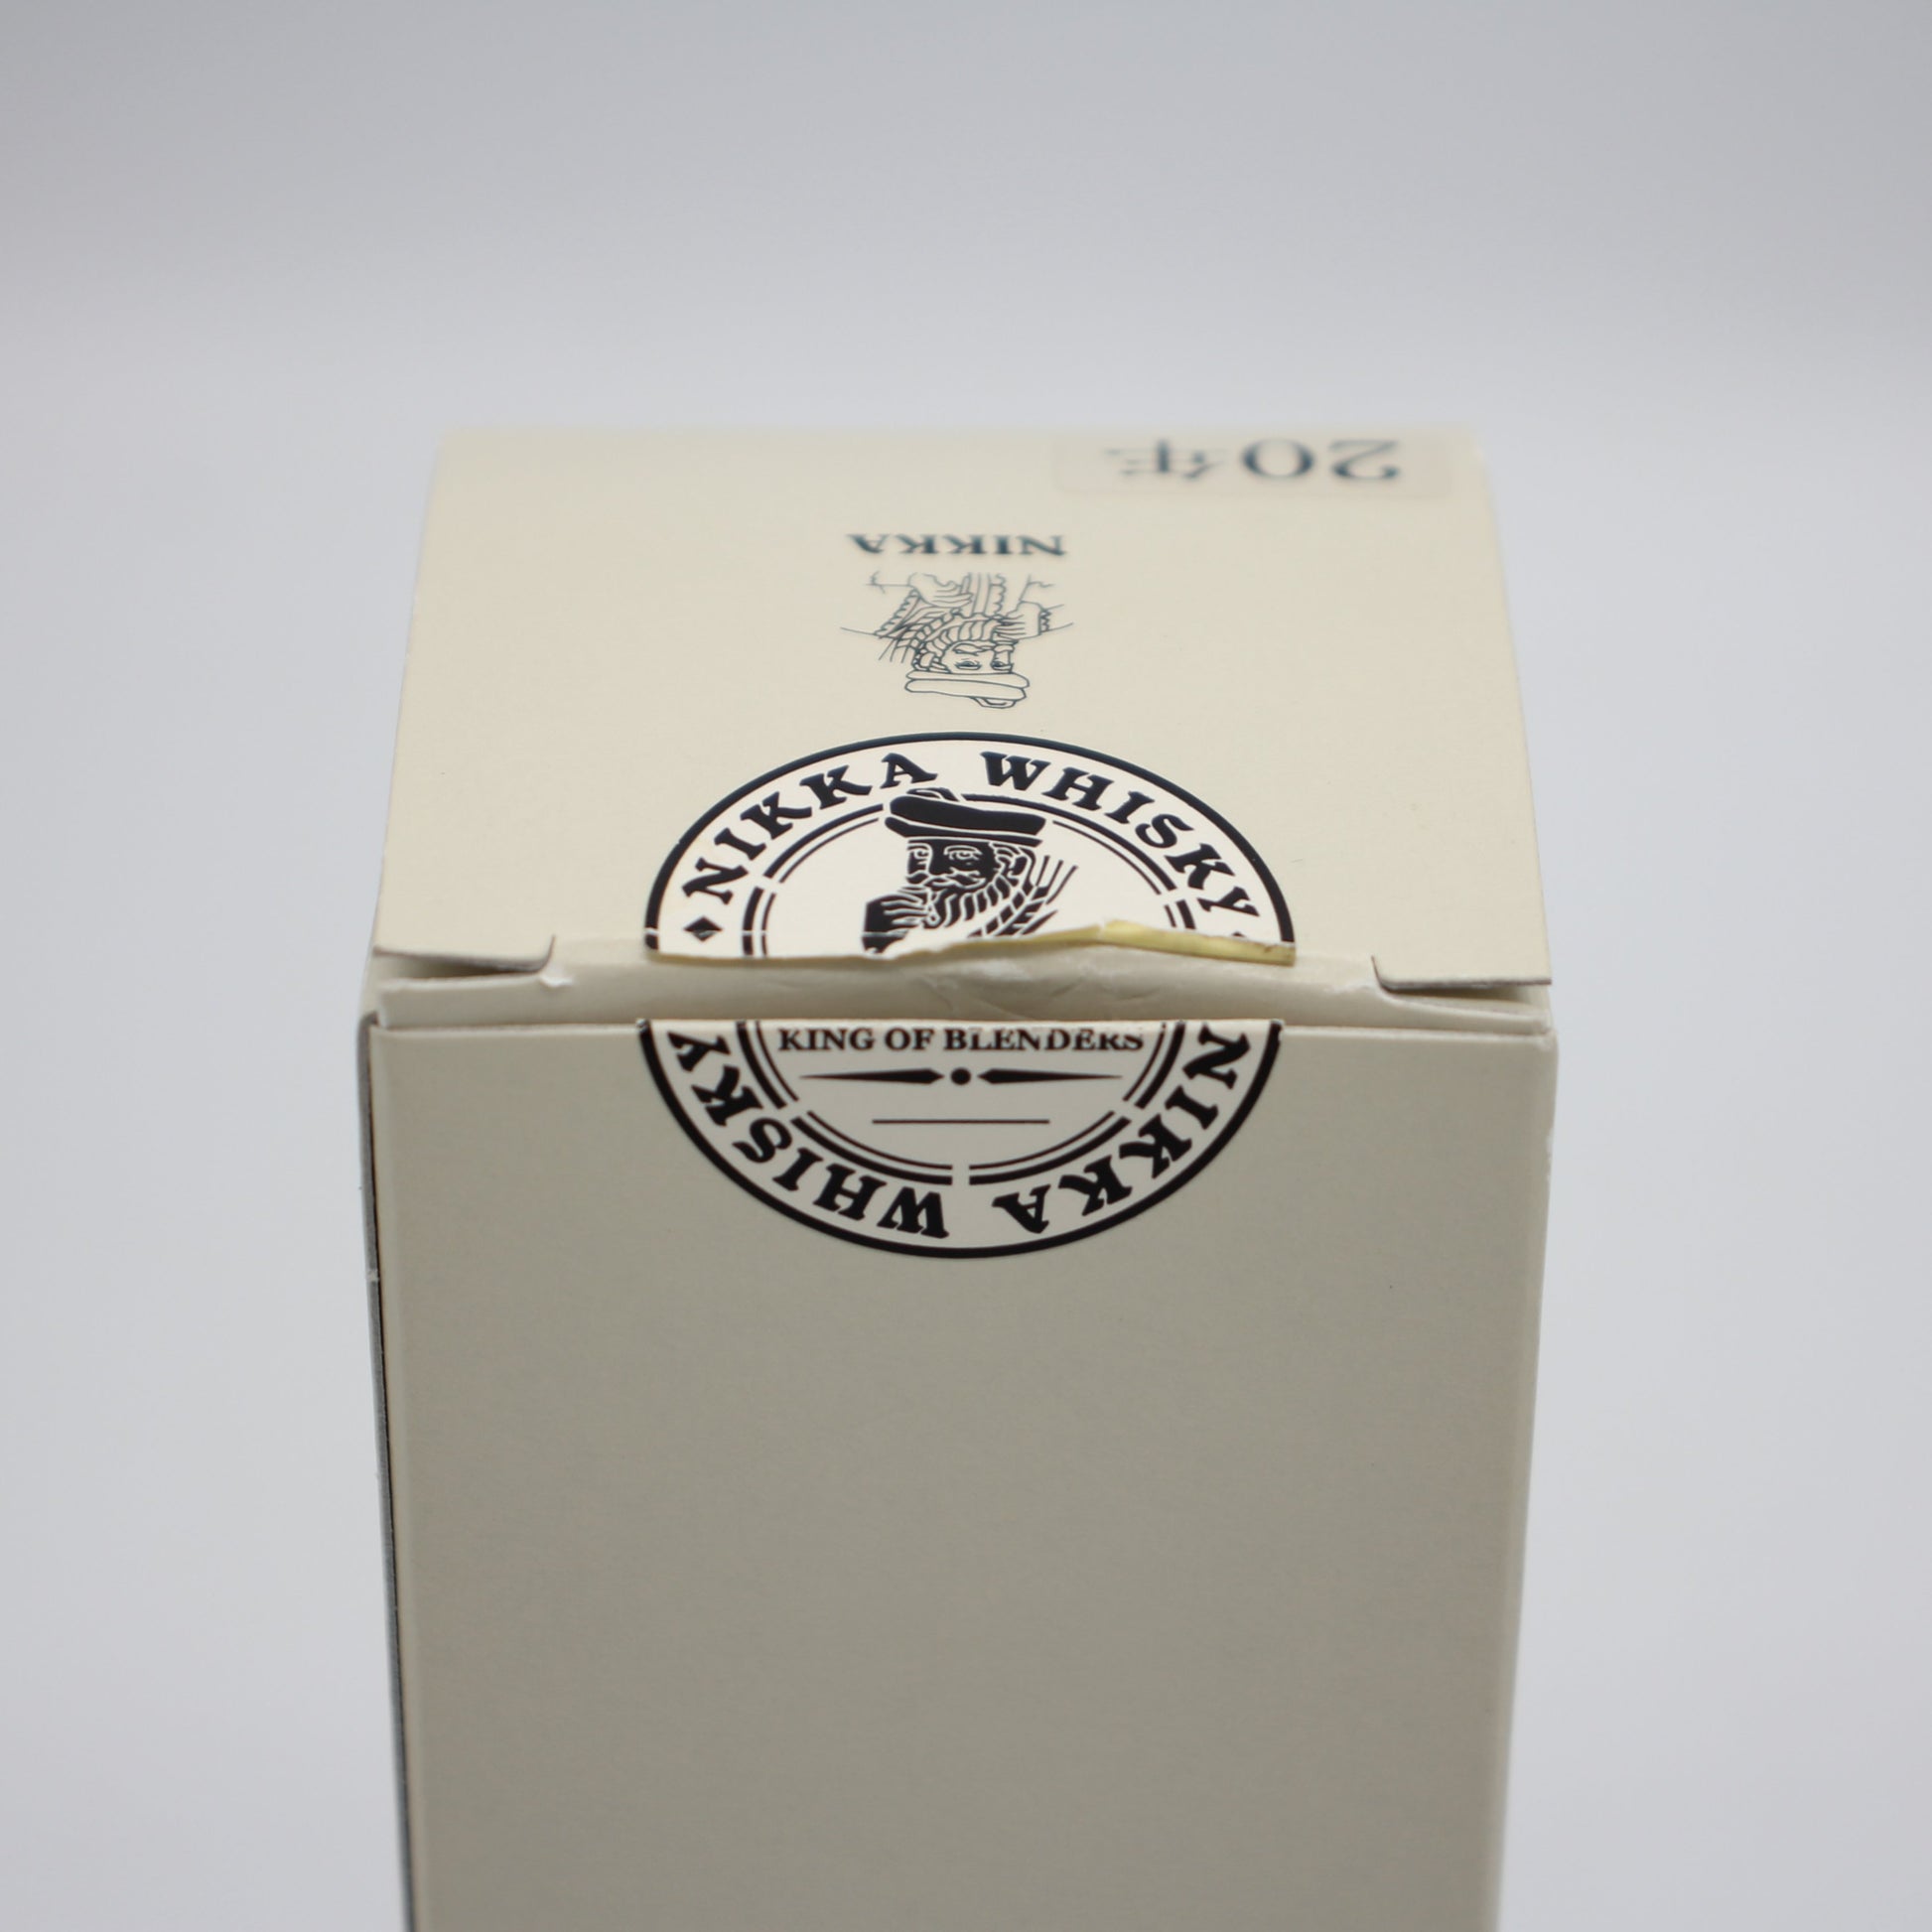 20年
NIKKA
NIKKA WHISKY
KING OF BLENDERS
NIKKA WHISKY